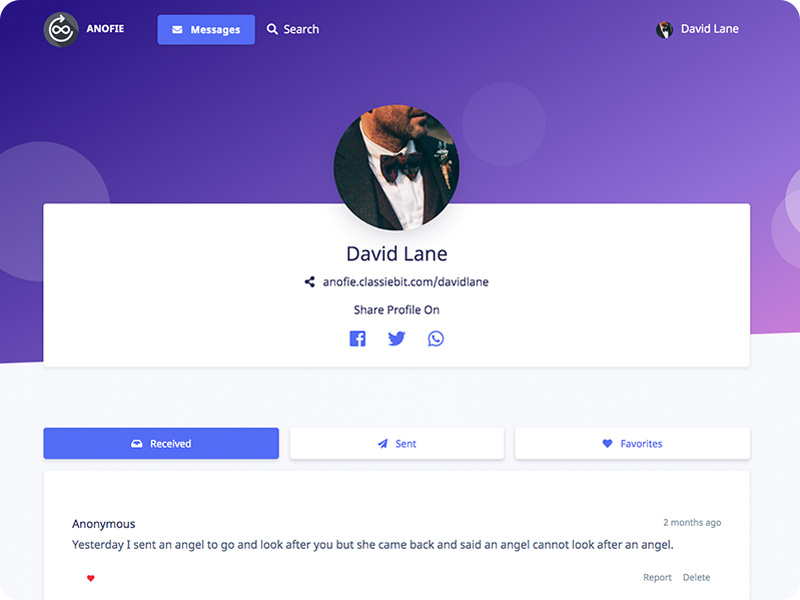 ANOFIE
Messages
Search
David Lane
David Lane
anofie.classiebit.com/davidlane
Share Profile On
Received
Sent
Favorites
Anonymous
2 months ago
Yesterday I sent an angel to go and look after you but she came back and said an angel cannot look after an angel.
Report
Delete